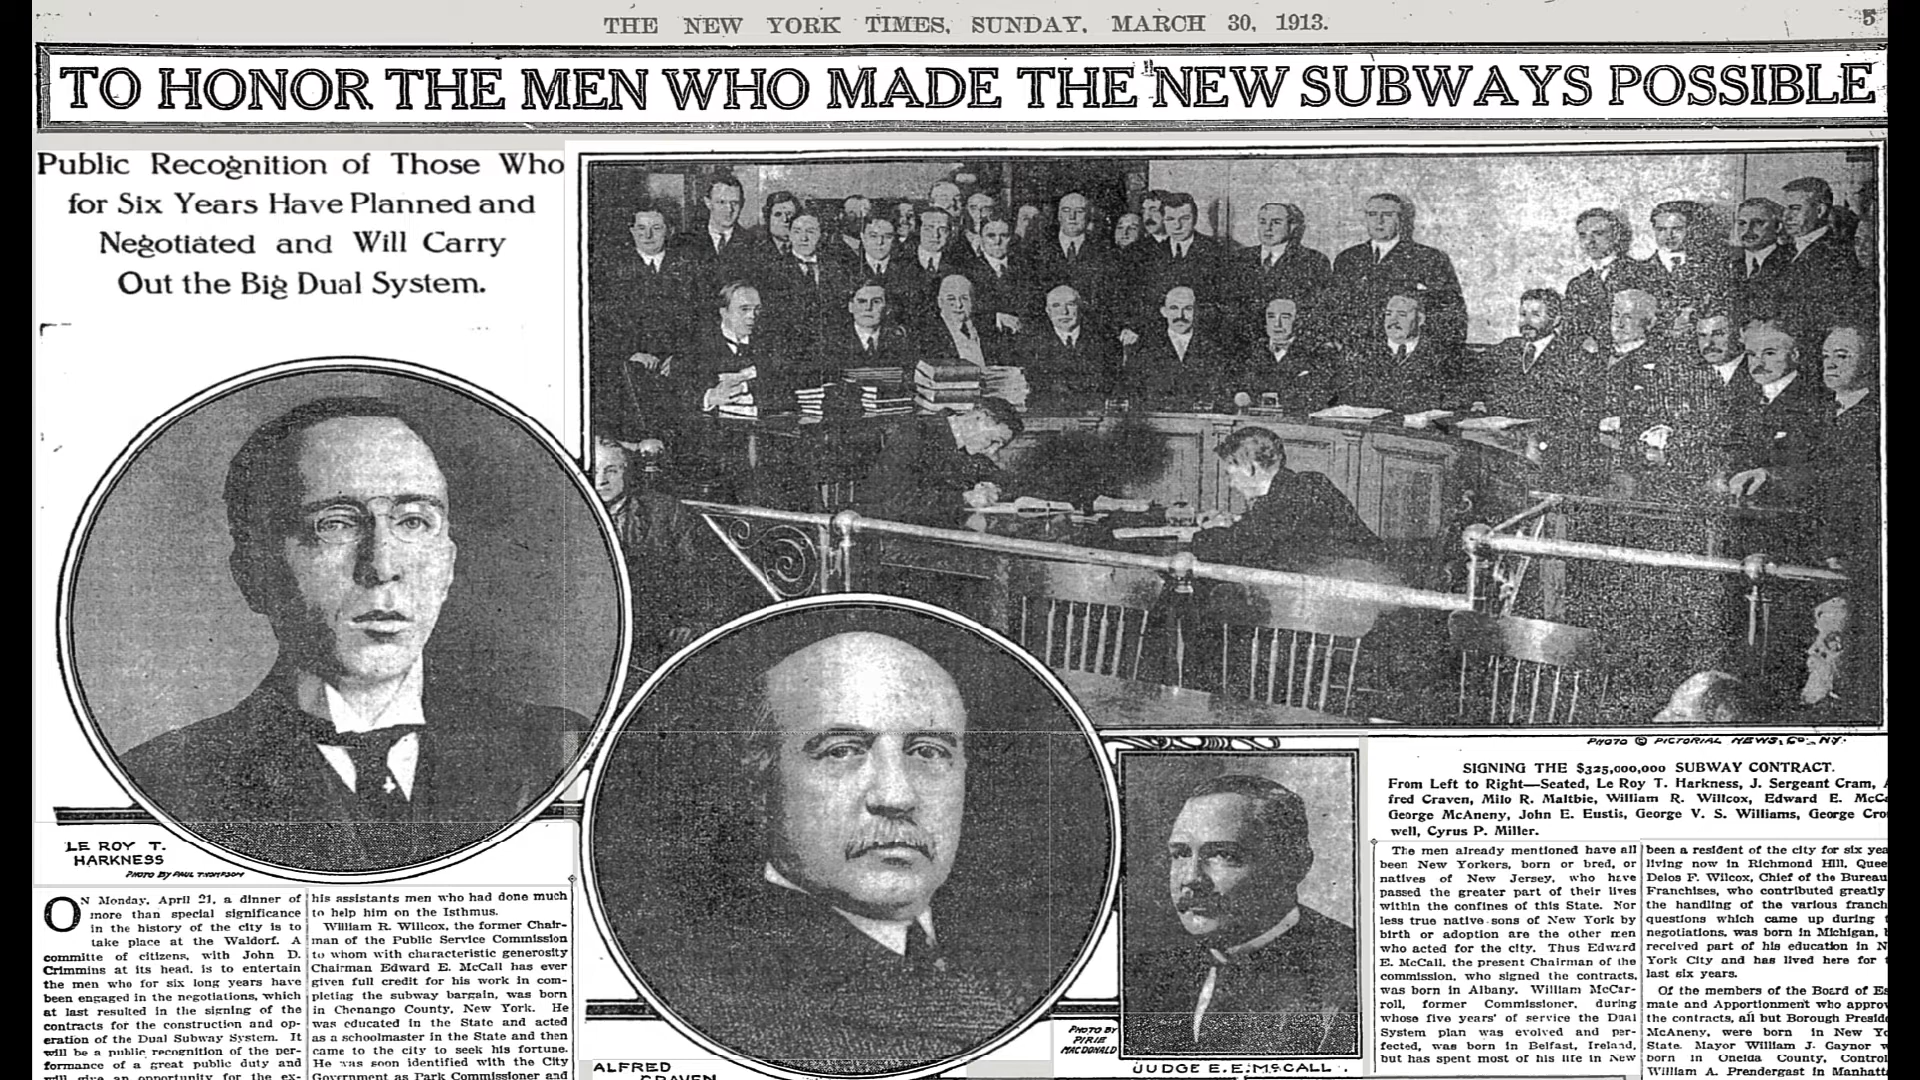 THE NEW YORK TIMES, SUNDAY, MARCH 30, 1913.
5
TO HONOR THE MEN WHO MADE THE NEW SUBWAYS POSSIBLE
Public Recognition of Those Who
for Six Years Have Planned and
Negotiated and Will Carry
Out the Big Dual System.
LE ROY T.
HARKNESS
PHOTO BY PAUL THOMPSON
ON Monday, April 21, a dinner of
more than special significance
in the history of the city is to
take place at the Waldorf. A
committe of citizens, with John D.
Crimmins at its head, is to entertain
the men who for six long years have
been engaged in the negotiations, which
at last resulted in the signing of the
contracts for the construction and op-
eration of the Dual Subway System. It
will be a public recognition of the per-
formance of a great public duty and
will give an opportunity for the ex-
his assistants men who had done much
to help him on the Isthmus.
William R. Willcox, the former Chair-
man of the Public Service Commission
to whom with characteristic generosity
Chairman Edward E. McCall has ever
given full credit for his work in com-
pleting the subway bargain, was born
in Chenango County, New York. He
was educated in the State and acted
as a schoolmaster in the State and then
came to the city to seek his fortune.
He was soon identified with the City
Government as Park Commissioner and
ALFRED
CRAVEN
PHOTO BY
PIRIE
MACDONALD
JUDGE E.E. McCALL.
PHOTO © PICTORIAL NEWS, CO., N.Y.
SIGNING THE $325,000,000 SUBWAY CONTRACT.
From Left to Right—Seated, Le Roy T. Harkness, J. Sergeant Cram, A
fred Craven, Milo R. Maltbie, William R. Willcox, Edward E. McCa
George McAneny, John E. Eustis, George V. S. Williams, George Cro
well, Cyrus P. Miller.
The men already mentioned have all
been New Yorkers, born or bred, or
natives of New Jersey, who have
passed the greater part of their lives
within the confines of this State. Nor
less true native sons of New York by
birth or adoption are the other men
who acted for the city. Thus Edward
E. McCall, the present Chairman of the
commission, who signed the contracts,
was born in Albany. William McCar-
roll, former Commissioner, during
whose five years' of service the Dual
System plan was evolved and per-
fected, was born in Belfast, Ireland,
but has spent most of his life in New
been a resident of the city for six yea
living now in Richmond Hill, Quee
Delos F. Wilcox, Chief of the Bureau
Franchises, who contributed greatly
the handling of the various franch
questions which came up during
negotiations, was born in Michigan,
received part of his education in N
York City and has lived here for
last six years.
Of the members of the Board of Es
mate and Apportionment who approv
the contracts, all but Borough Preside
McAneny, were born in New Yo
State. Mayor William J. Gaynor w
born in Oneida County, Control
William A. Prendergast in Manhatta